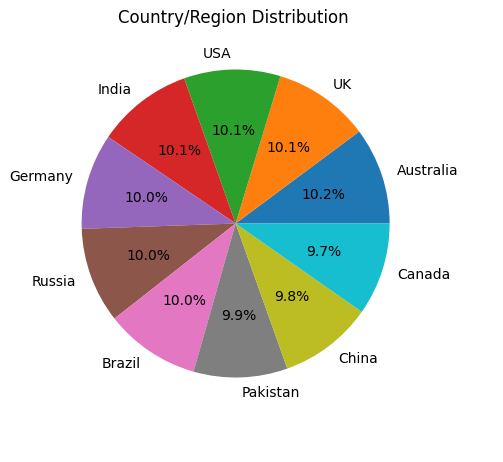 Country/Region Distribution
USA
India
UK
10.1%
10.1%
10.1%
Germany
Australia
10.0%
10.2%
10.0%
9.7%
Russia
Canada
10.0%
9.8%
9.9%
Brazil
China
Pakistan